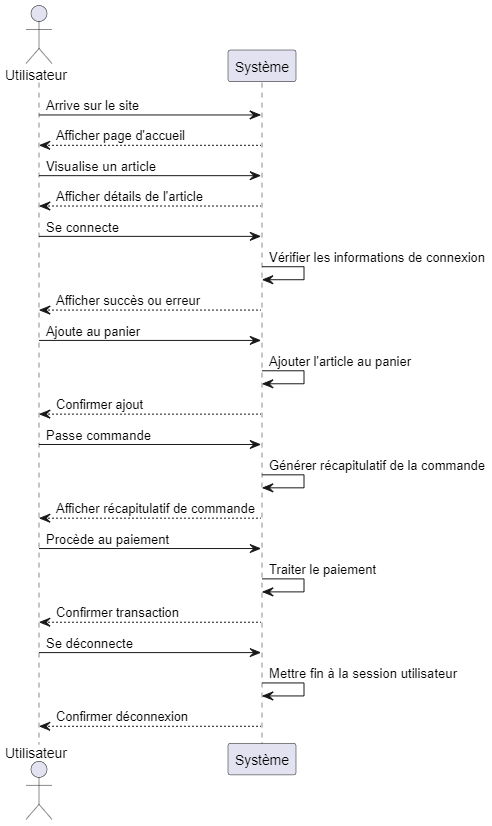 Utilisateur
Système
Arrive sur le site
Afficher page d'accueil
Visualise un article
Afficher détails de l'article
Se connecte
Vérifier les informations de connexion
Afficher succès ou erreur
Ajoute au panier
Ajouter l'article au panier
Confirmer ajout
Passe commande
Générer récapitulatif de la commande
Afficher récapitulatif de commande
Procède au paiement
Traiter le paiement
Confirmer transaction
Se déconnecte
Mettre fin à la session utilisateur
Confirmer déconnexion
Utilisateur
Système